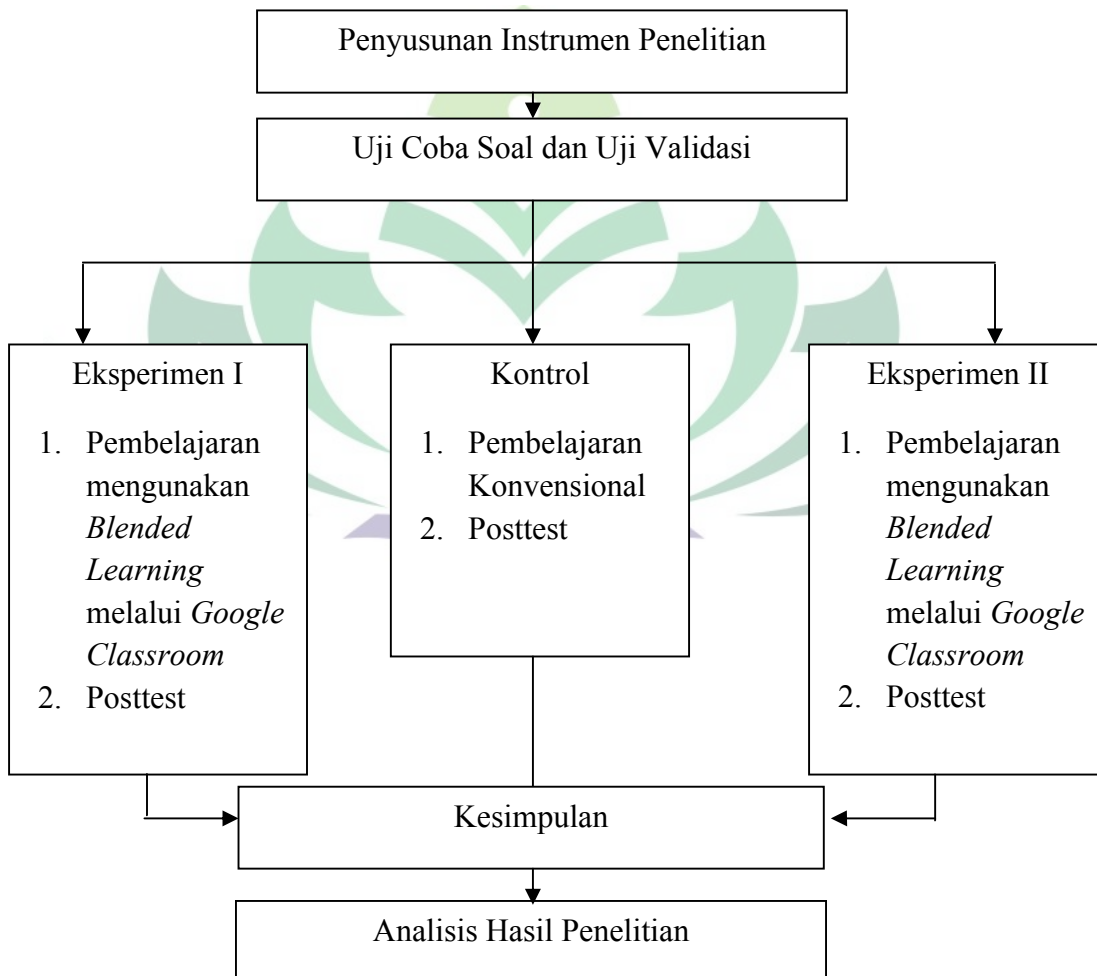 Penyusunan Instrumen Penelitian
Uji Coba Soal dan Uji Validasi
Eksperimen I
1. Pembelajaran
mengunakan
Blended
Learning
melalui Google
Classroom
2. Posttest
Kontrol
1. Pembelajaran
Konvensional
2. Posttest
Eksperimen II
1. Pembelajaran
mengunakan
Blended
Learning
melalui Google
Classroom
2. Posttest
Kesimpulan
Analisis Hasil Penelitian